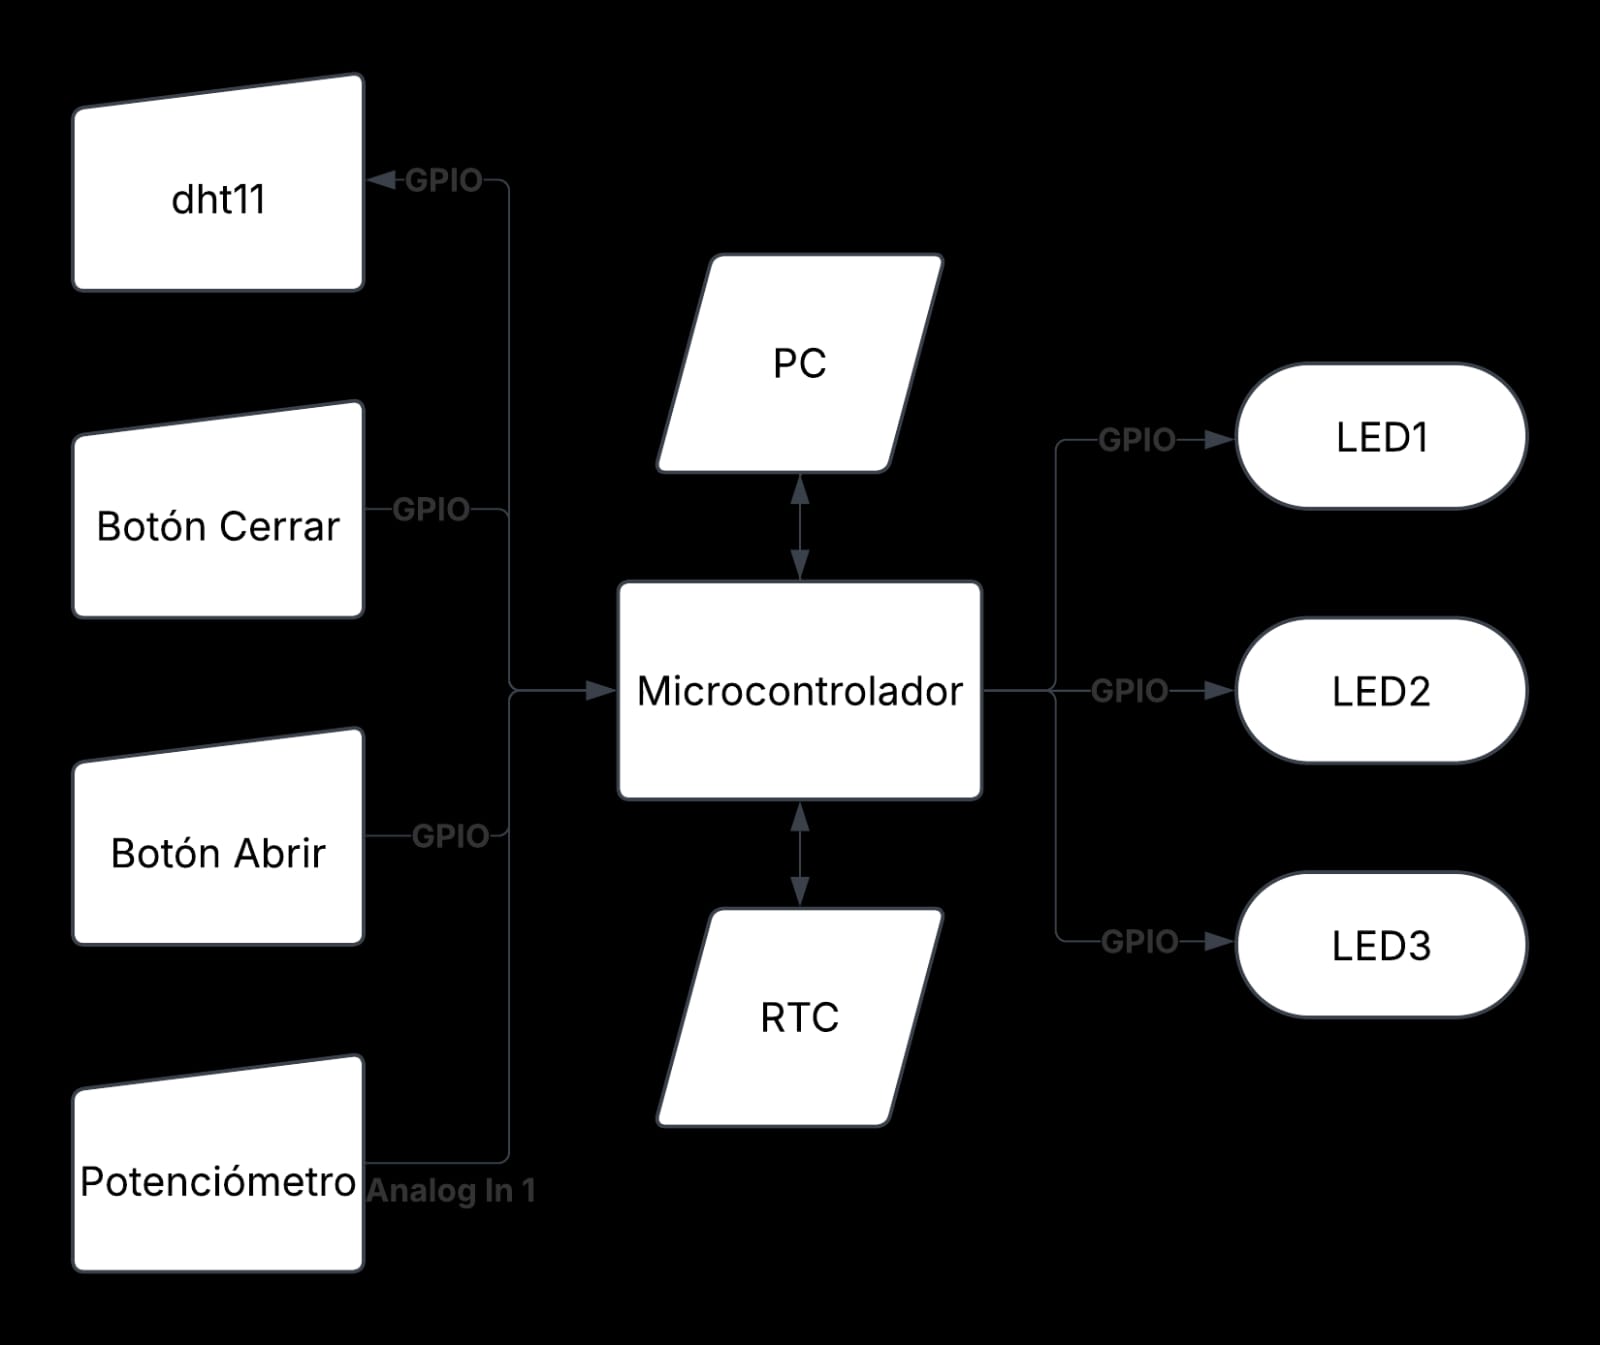 dht11
GPIO
PC
LED1
GPIO
Botón Cerrar
GPIO
Microcontrolador
GPIO
LED2
Botón Abrir
GPIO
RTC
GPIO
LED3
Potenciómetro
Analog In 1